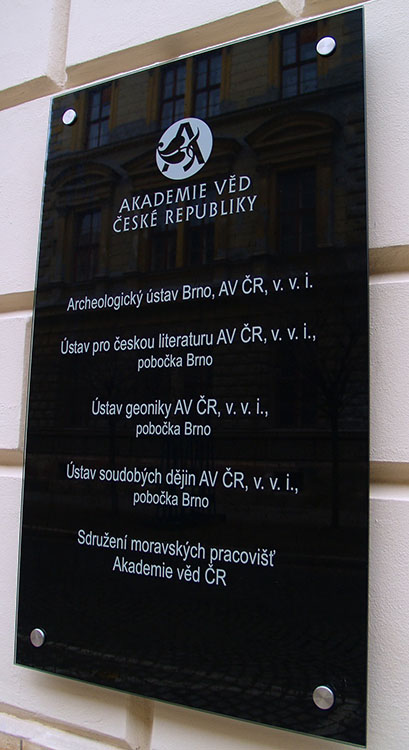 AKADEMIE VĚD
ČESKÉ REPUBLIKY
Archeologický ústav Brno, AV ČR, v. v. i.
Ústav pro českou literaturu AV ČR, v. v. i.,
pobočka Brno
Ústav geoniky AV ČR, v. v. i.,
pobočka Brno
Ústav soudobých dějin AV ČR, v. v. i.,
pobočka Brno
Sdružení moravských pracovišť
Akademie věd ČR